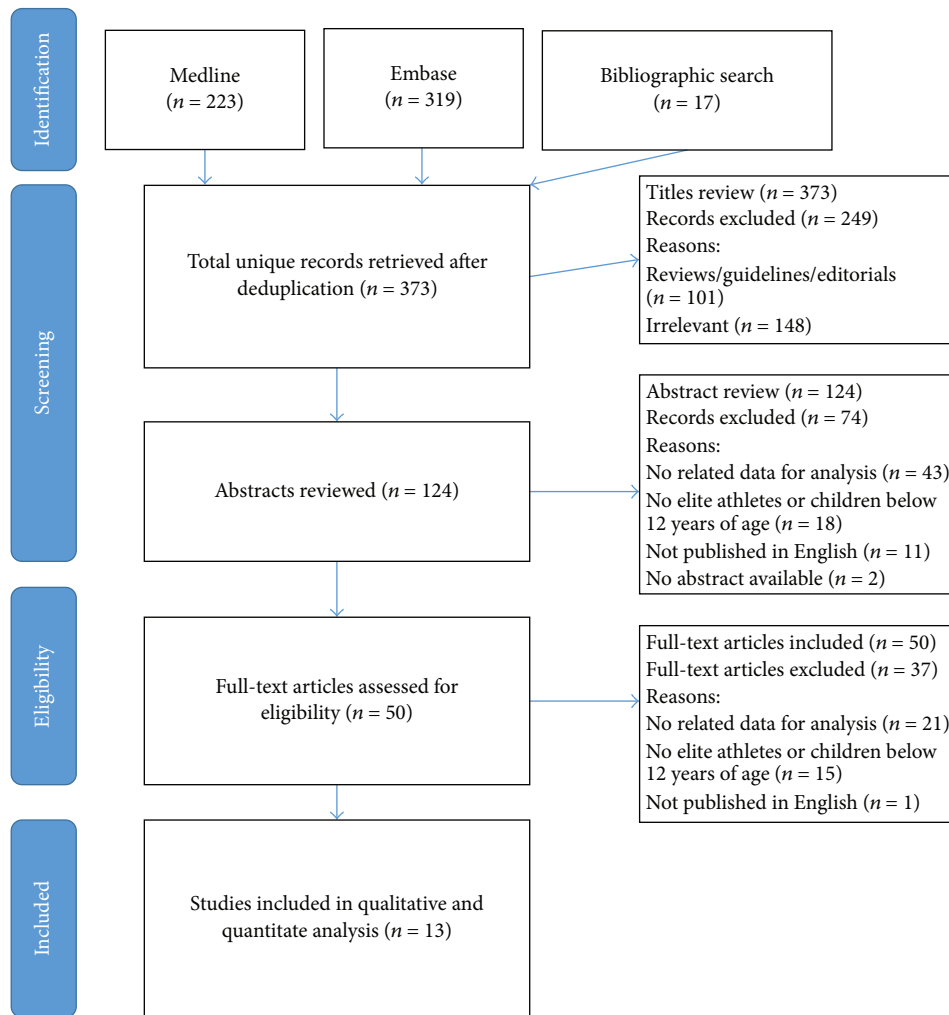 Identification
Medline
(n = 223)
Embase
(n = 319)
Bibliographic search
(n = 17)
Screening
Total unique records retrieved after
deduplication (n = 373)
Titles review (n = 373)
Records excluded (n = 249)
Reasons:
Reviews/guidelines/editorials
(n = 101)
Irrelevant (n = 148)
Abstracts reviewed (n = 124)
Abstract review (n = 124)
Records excluded (n = 74)
Reasons:
No related data for analysis (n = 43)
No elite athletes or children below
12 years of age (n = 18)
Not published in English (n = 11)
No abstract available (n = 2)
Eligibility
Full-text articles assessed for
eligibility (n = 50)
Full-text articles included (n = 50)
Full-text articles excluded (n = 37)
Reasons:
No related data for analysis (n = 21)
No elite athletes or children below
12 years of age (n = 15)
Not published in English (n = 1)
Included
Studies included in qualitative and
quantitate analysis (n = 13)